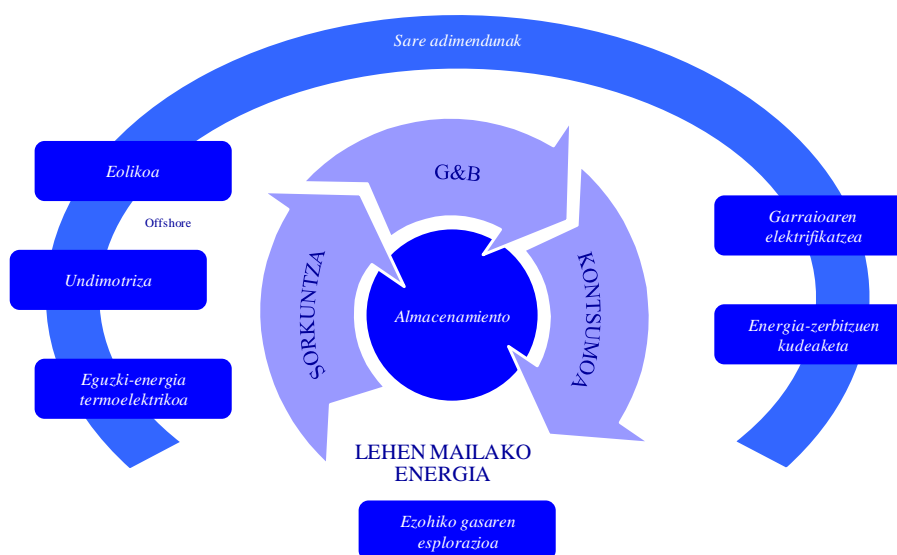 Sare adimendunak
Eolikoa
G&B
Offshore
Garraioaren
elektrifikatzea
Undimotriza
SORKUNTZA
Almacenamiento
KONTSUMOA
Energia-zerbitzuen
kudeaketa
Eguzki-energia
termoelektrikoa
LEHEN MAILAKO
ENERGIA
Ezohiko gasaren
esplorazioa